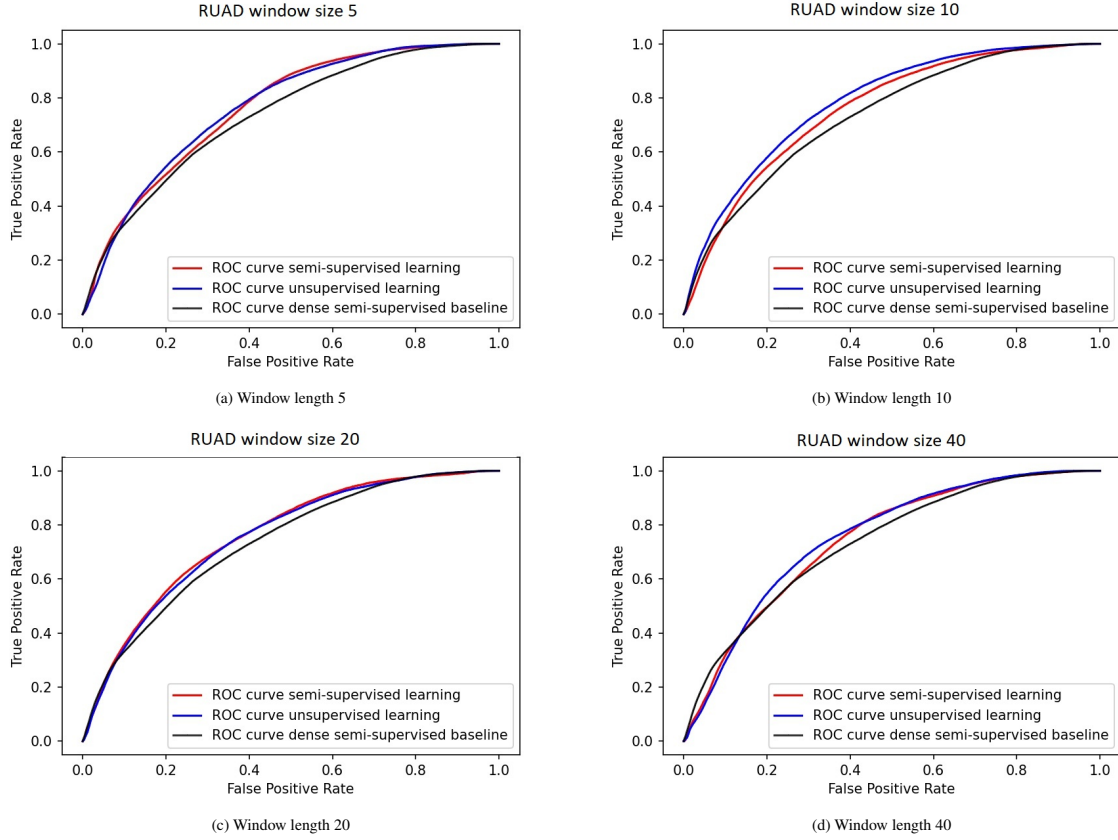 RUAD window size 5
1.0
0.8
0.6
0.4
0.2
0.0
True Positive Rate
ROC curve semi-supervised learning
ROC curve unsupervised learning
ROC curve dense semi-supervised baseline
0.0 0.2 0.4 0.6 0.8 1.0
False Positive Rate
(a) Window length 5
RUAD window size 10
1.0
0.8
0.6
0.4
0.2
0.0
True Positive Rate
ROC curve semi-supervised learning
ROC curve unsupervised learning
ROC curve dense semi-supervised baseline
0.0 0.2 0.4 0.6 0.8 1.0
False Positive Rate
(b) Window length 10
RUAD window size 20
1.0
0.8
0.6
0.4
0.2
0.0
True Positive Rate
ROC curve semi-supervised learning
ROC curve unsupervised learning
ROC curve dense semi-supervised baseline
0.0 0.2 0.4 0.6 0.8 1.0
False Positive Rate
(c) Window length 20
RUAD window size 40
1.0
0.8
0.6
0.4
0.2
0.0
True Positive Rate
ROC curve semi-supervised learning
ROC curve unsupervised learning
ROC curve dense semi-supervised baseline
0.0 0.2 0.4 0.6 0.8 1.0
False Positive Rate
(d) Window length 40